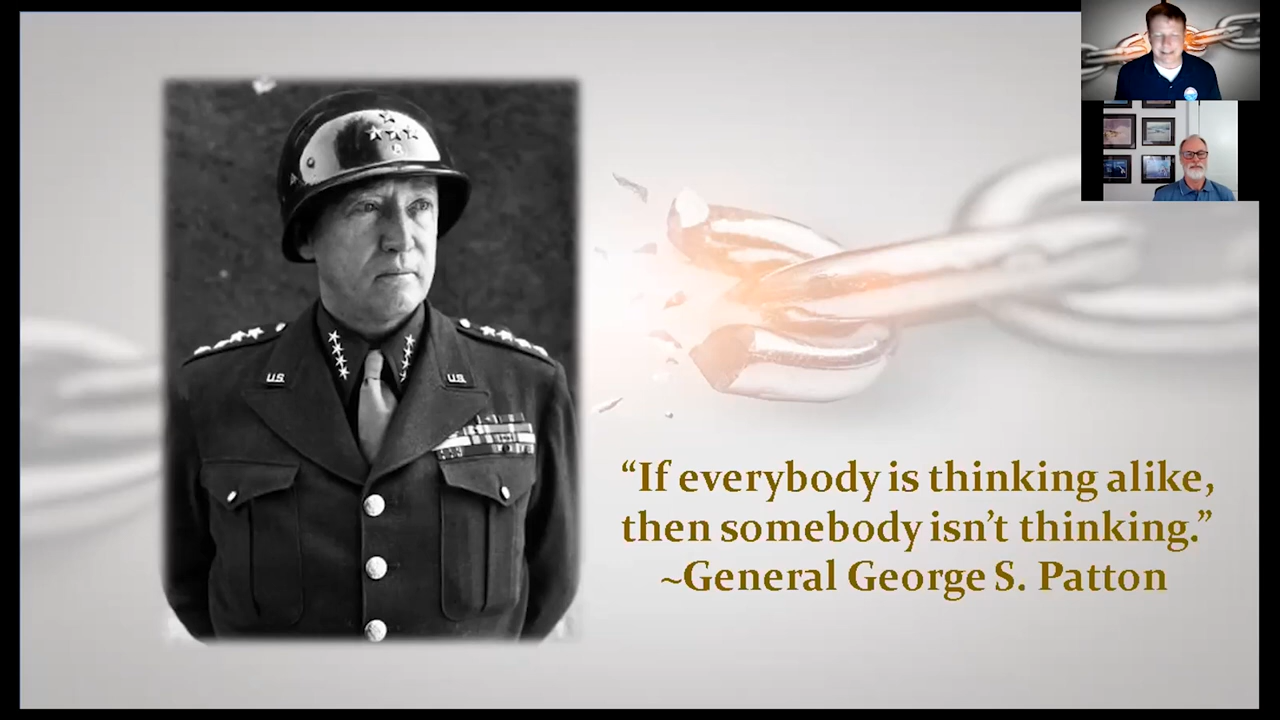 U.S.
U.S.
“If everybody is thinking alike,
then somebody isn’t thinking.”
~General George S. Patton